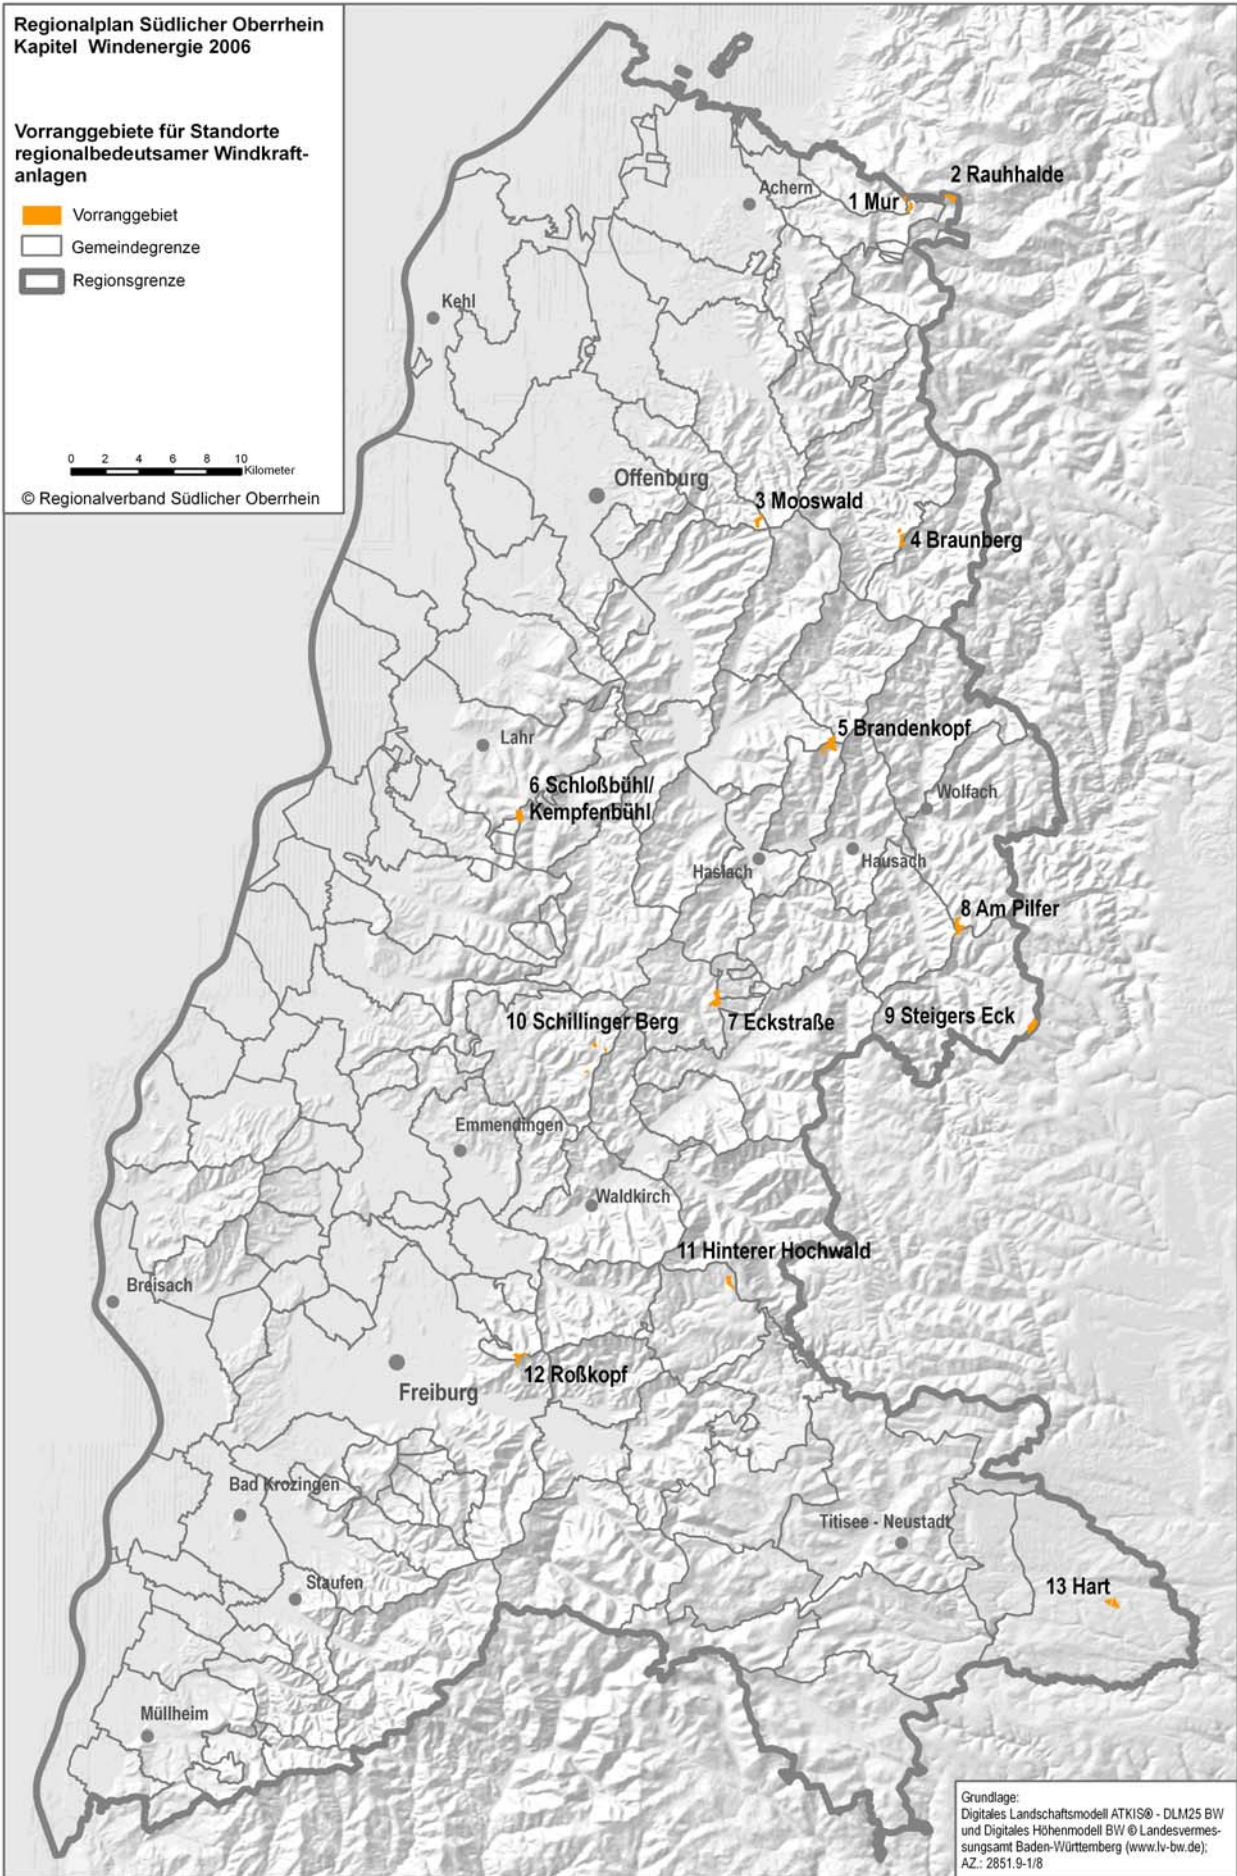 Regionalplan Südlicher Oberrhein
Kapitel Windenergie 2006
Vorranggebiete für Standorte
regionalbedeutsamer Windkraft-
anlagen
Vorranggebiet
Gemeindegrenze
Regionsgrenze
0 2 4 6 8 10
Kilometer
© Regionalverband Südlicher Oberrhein
Achern
1 Mur
2 Rauhhalde
Kehl
Offenburg
3 Mooswald
4 Braunberg
Lahr
5 Brandenkopf
6 Schloßbühl/
Kempfenbühl
Wolfach
Haslach
Hausach
8 Am Pilfer
10 Schillinger Berg
7 Eckstraße
9 Steigers Eck
Emmendingen
Waldkirch
11 Hinterer Hochwald
Breisach
12 Roßkopf
Freiburg
Bad Krozingen
Titisee - Neustadt
Staufen
13 Hart
Müllheim
Grundlage:
Digitales Landschaftsmodell ATKIS® - DLM25 BW
und Digitales Höhenmodell BW © Landesvermes-
sungsamt Baden-Württemberg (www.lv-bw.de);
AZ.: 2851.9-1/8